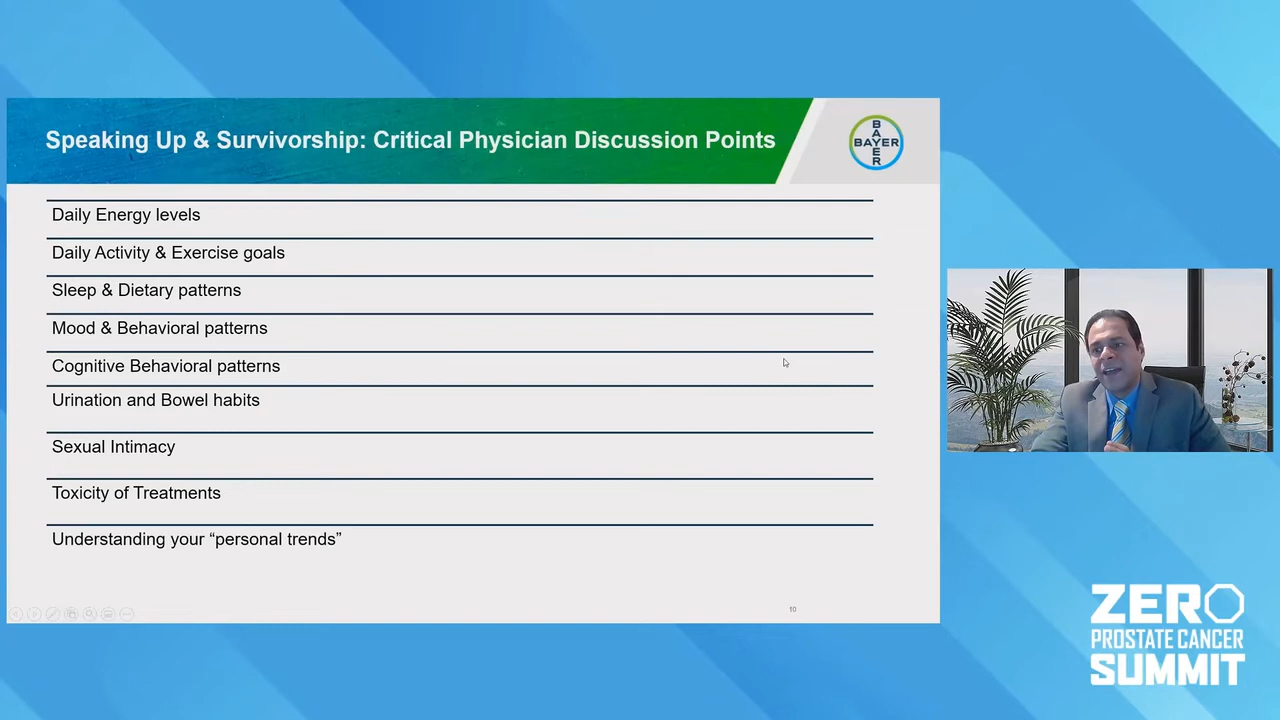 Speaking Up & Survivorship: Critical Physician Discussion Points
BAYER
BAYER
Daily Energy levels
Daily Activity & Exercise goals
Sleep & Dietary patterns
Mood & Behavioral patterns
Cognitive Behavioral patterns
Urination and Bowel habits
Sexual Intimacy
Toxicity of Treatments
Understanding your “personal trends”
10
ZERO
PROSTATE CANCER
SUMMIT